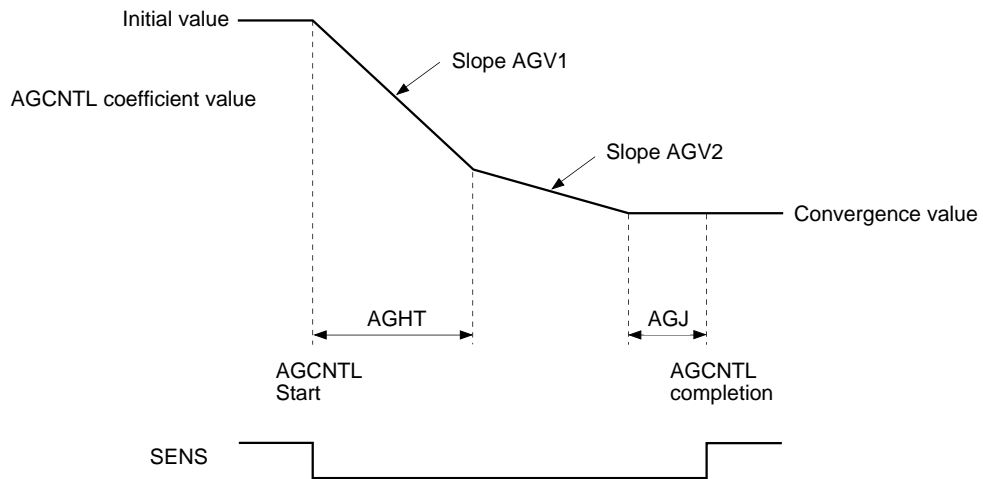 Initial value
Slope AGV1
AGCNTL coefficient value
Slope AGV2
Convergence value
AGHT
AGJ
AGCNTL
Start
AGCNTL
completion
SENS